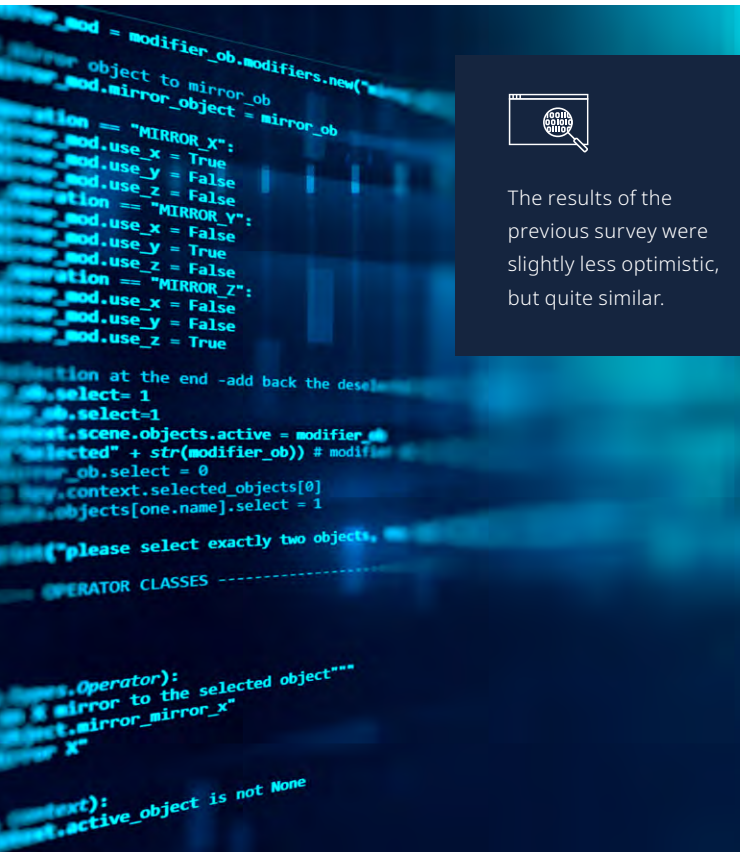 mod = modifier_ob.modifiers.new("
object to mirror_ob
mod.mirror_object = mirror_ob
== "MIRROR_X":
mod.use_x = True
mod.use_y = False
mod.use_z = False
== "MIRROR_Y":
mod.use_x = False
mod.use_y = True
mod.use_z = False
== "MIRROR_Z":
mod.use_x = False
mod.use_y = False
mod.use_z = True
at the end -add back the
select= 1
select=1
.scene.objects.active = modifier_ob
" + str(modifier_ob)) # modifier
_ob.select = 0
.context.selected_objects[0]
objects[one.name].select = 1
("please select exactly two objects,
OPERATOR CLASSES
.Operator):
mirror to the selected object"""
.mirror_mirror_x"
X"
):
.active_object is not None
The results of the
previous survey were
slightly less optimistic,
but quite similar.